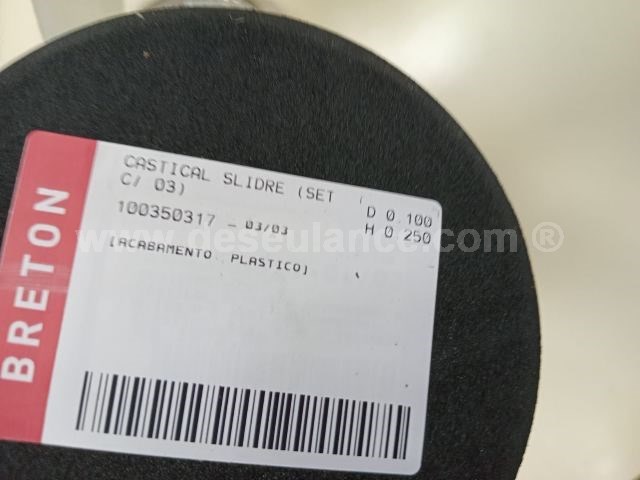 BRETON
CASTICAL SLIDRE (SET
C/ 03)
D 0.100
H 0.250
100350317 - 03/03
[ACABAMENTO. PLASTICO]
www.deseulance.com ®